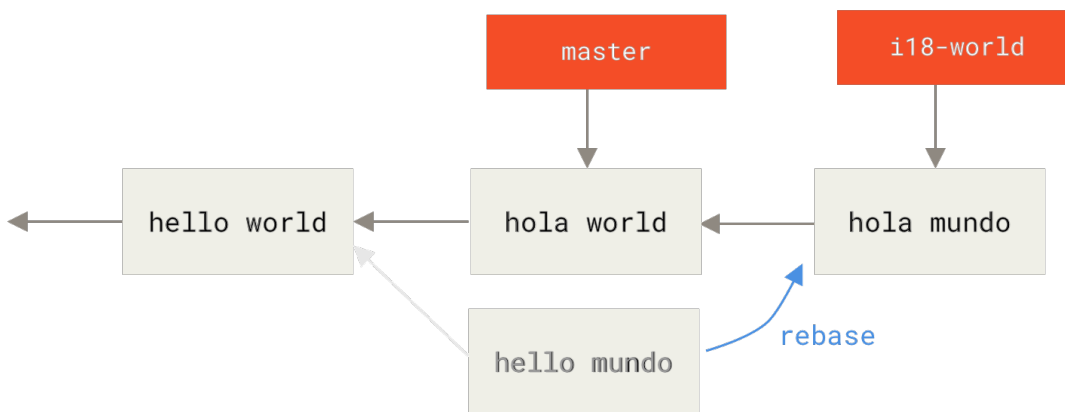 master
i18-world
hello world
hola world
hola mundo
hello mundo
rebase